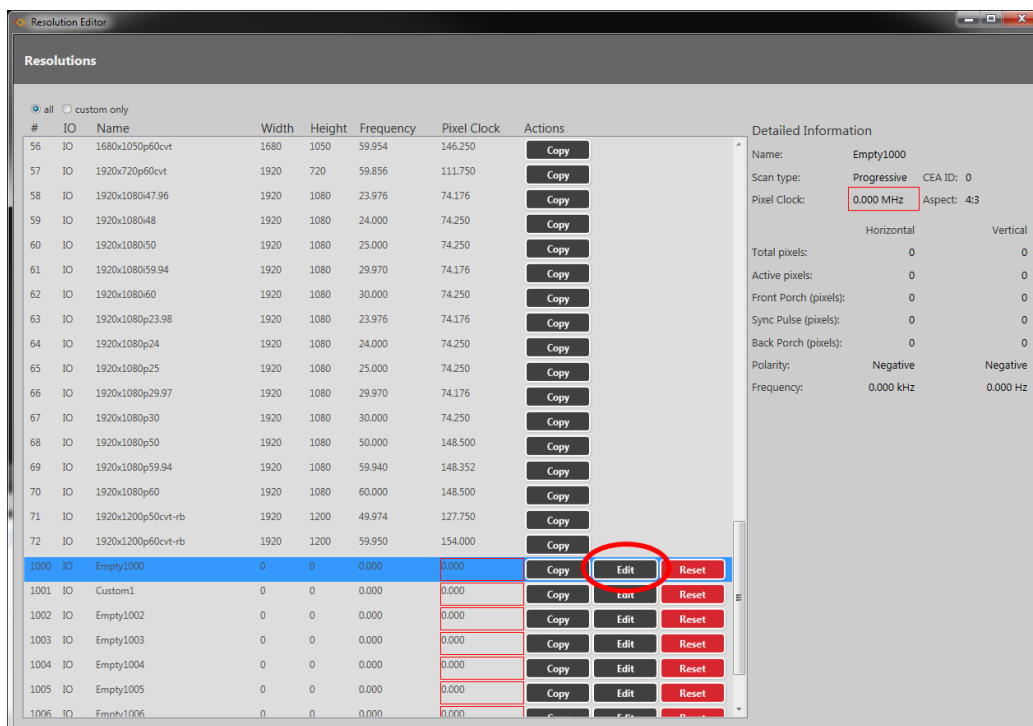 Resolution Editor
Resolutions
all custom only
# IO Name Width Height Frequency Pixel Clock Actions
56 IO 1680x1050p60cvt 1680 1050 59.954 146.250 Copy
57 IO 1920x720p60cvt 1920 720 59.856 111.750 Copy
58 IO 1920x1080i47.96 1920 1080 23.976 74.176 Copy
59 IO 1920x1080i48 1920 1080 24.000 74.250 Copy
60 IO 1920x1080i50 1920 1080 25.000 74.250 Copy
61 IO 1920x1080i59.94 1920 1080 29.970 74.176 Copy
62 IO 1920x1080i60 1920 1080 30.000 74.250 Copy
63 IO 1920x1080p23.98 1920 1080 23.976 74.176 Copy
64 IO 1920x1080p24 1920 1080 24.000 74.250 Copy
65 IO 1920x1080p25 1920 1080 25.000 74.250 Copy
66 IO 1920x1080p29.97 1920 1080 29.970 74.176 Copy
67 IO 1920x1080p30 1920 1080 30.000 74.250 Copy
68 IO 1920x1080p50 1920 1080 50.000 148.500 Copy
69 IO 1920x1080p59.94 1920 1080 59.940 148.352 Copy
70 IO 1920x1080p60 1920 1080 60.000 148.500 Copy
71 IO 1920x1200p50cvt-rb 1920 1200 49.974 127.750 Copy
72 IO 1920x1200p60cvt-rb 1920 1200 59.950 154.000 Copy
1000 IO Empty1000 0 0 0.000 0.000 Copy Edit Reset
1001 IO Custom1 0 0 0.000 0.000 Copy Edit Reset
1002 IO Empty1002 0 0 0.000 0.000 Copy Edit Reset
1003 IO Empty1003 0 0 0.000 0.000 Copy Edit Reset
1004 IO Empty1004 0 0 0.000 0.000 Copy Edit Reset
1005 IO Empty1005 0 0 0.000 0.000 Copy Edit Reset
1006 IO Empty1006 0 0 0.000 0.000 Copy Edit Reset
Detailed Information
Name: Empty1000
Scan type: Progressive CEA ID: 0
Pixel Clock: 0.000 MHz Aspect: 4:3
Horizontal Vertical
Total pixels: 0 0
Active pixels: 0 0
Front Porch (pixels): 0 0
Sync Pulse (pixels): 0 0
Back Porch (pixels): 0 0
Polarity: Negative Negative
Frequency: 0.000 kHz 0.000 Hz